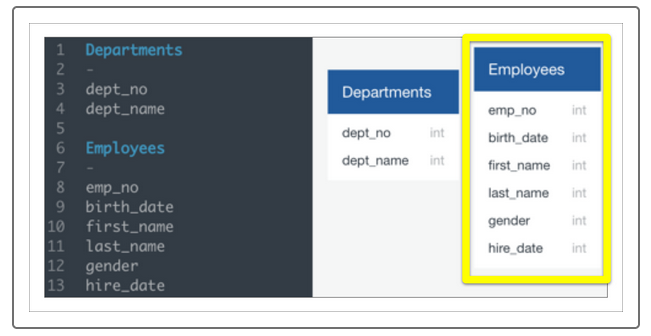 1 Departments
2 -
3 dept_no
4 dept_name
5
6 Employees
7 -
8 emp_no
9 birth_date
10 first_name
11 last_name
12 gender
13 hire_date
Departments
dept_no int
dept_name int
Employees
emp_no int
birth_date int
first_name int
last_name int
gender int
hire_date int